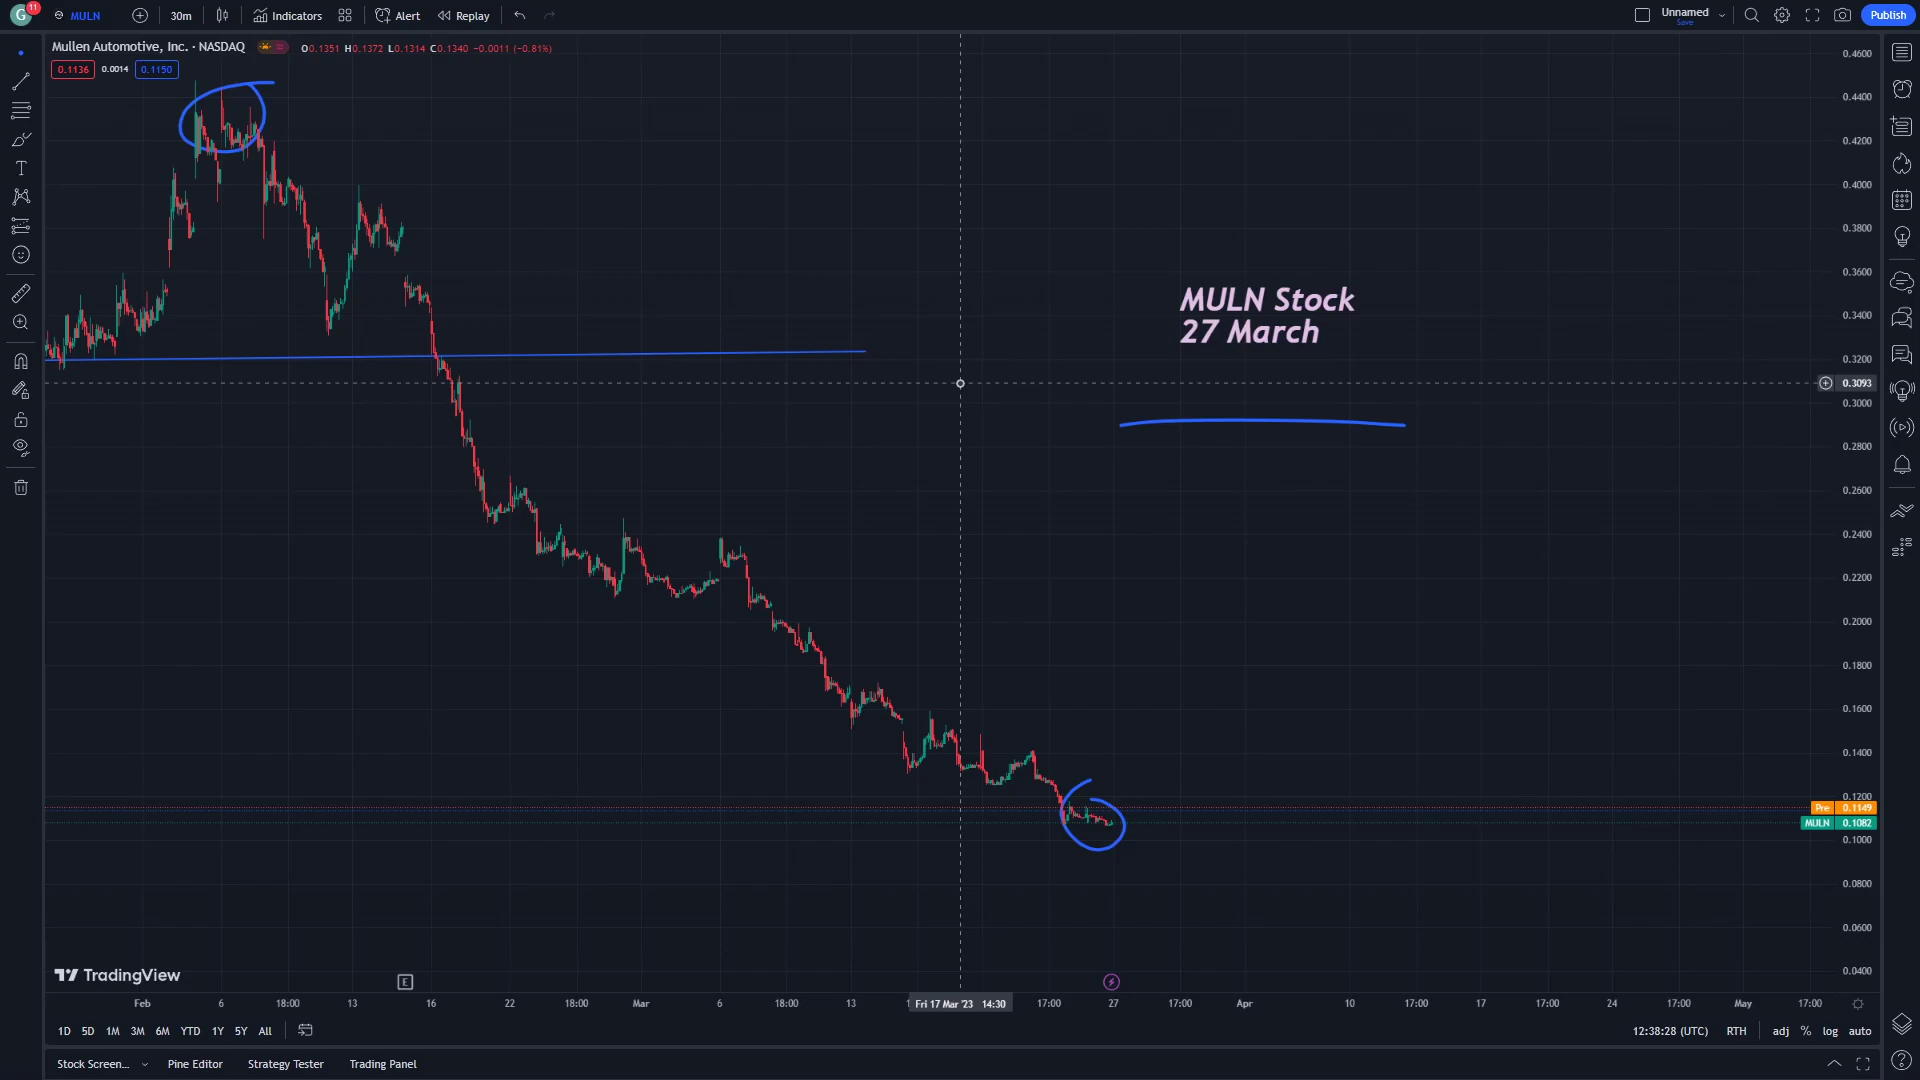 G 11 MULN 30m Indicators Alert Replay Unnamed Save Publish
Mullen Automotive, Inc. · NASDAQ O0.1351 H0.1372 L0.1314 C0.1340 −0.0011 (−0.81%)
0.1136 0.0014 0.1150
0.4600
0.4400
0.4200
0.4000
0.3800
0.3600
0.3400
0.3200
0.3093
0.3000
0.2800
0.2600
0.2400
0.2200
0.2000
0.1800
0.1600
0.1400
0.1200
Pre 0.1149
MULN 0.1082
0.1000
0.0800
0.0600
0.0400
MULN Stock
27 March
TradingView
E
Feb 6 18:00 13 16 22 18:00 Mar 6 18:00 13 1 Fri 17 Mar '23 14:30 17:00 27 17:00 Apr 10 17:00 17 17:00 24 17:00 May 17:00
1D 5D 1M 3M 6M YTD 1Y 5Y All 12:38:28 (UTC) RTH adj % log auto
Stock Screen... Pine Editor Strategy Tester Trading Panel